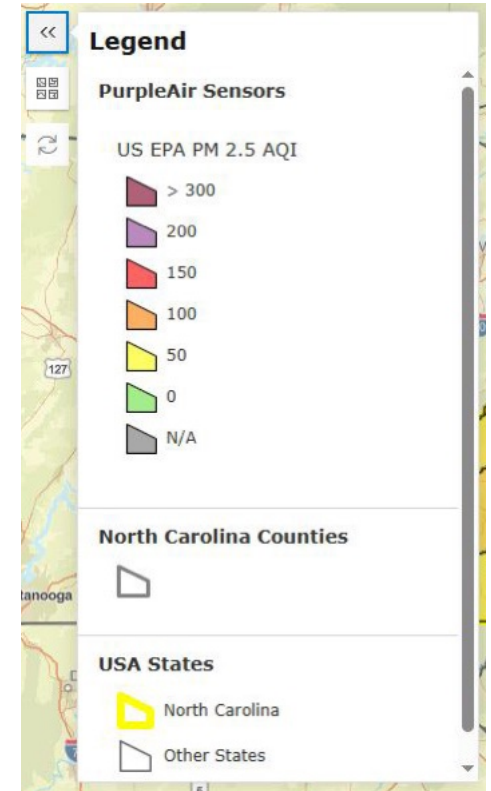 <<
Legend
PurpleAir Sensors
US EPA PM 2.5 AQI
> 300
200
150
100
50
0
N/A
127
North Carolina Counties
tanooga
USA States
North Carolina
Other States